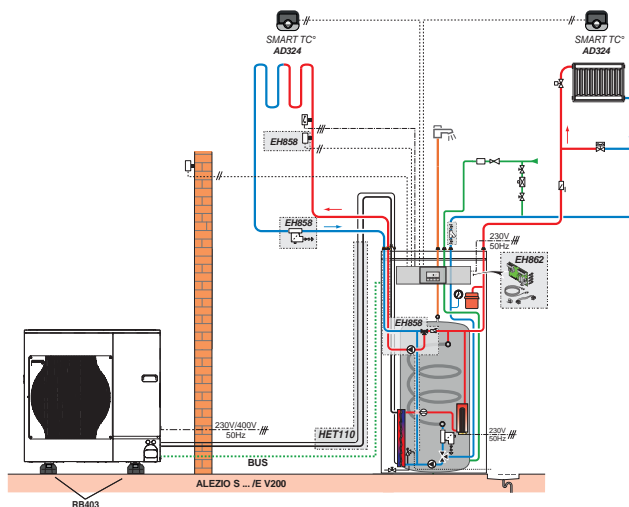 SMART TC°
AD324
SMART TC°
AD324
EH858
EH858
230V
50Hz
EH862
EH858
230V/400V
50Hz
HET110
230V
50Hz
BUS
ALEZIO S ... /E V200
RB403